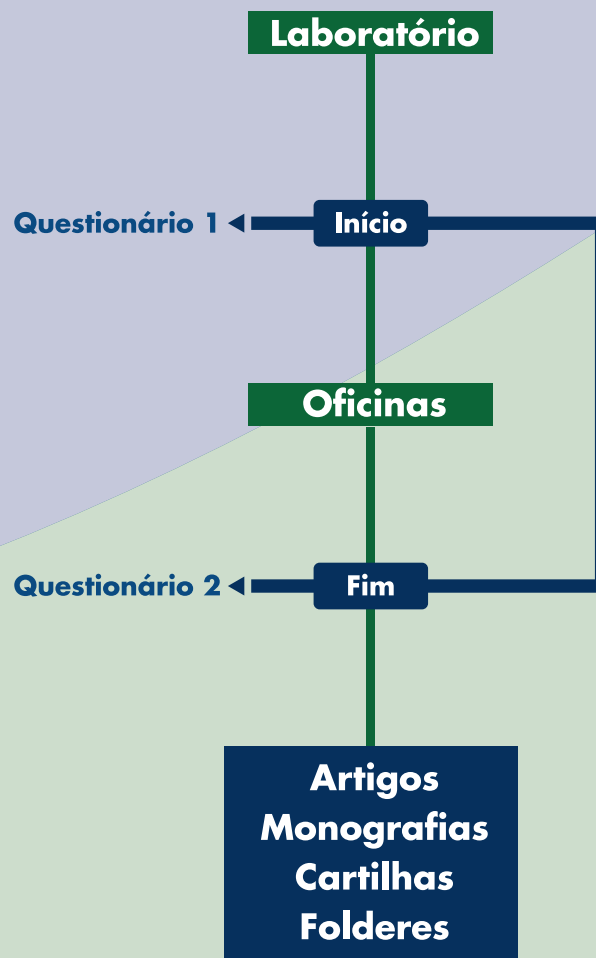 Laboratório
Questionário 1
Início
Oficinas
Questionário 2
Fim
Artigos
Monografias
Cartilhas
Folderes